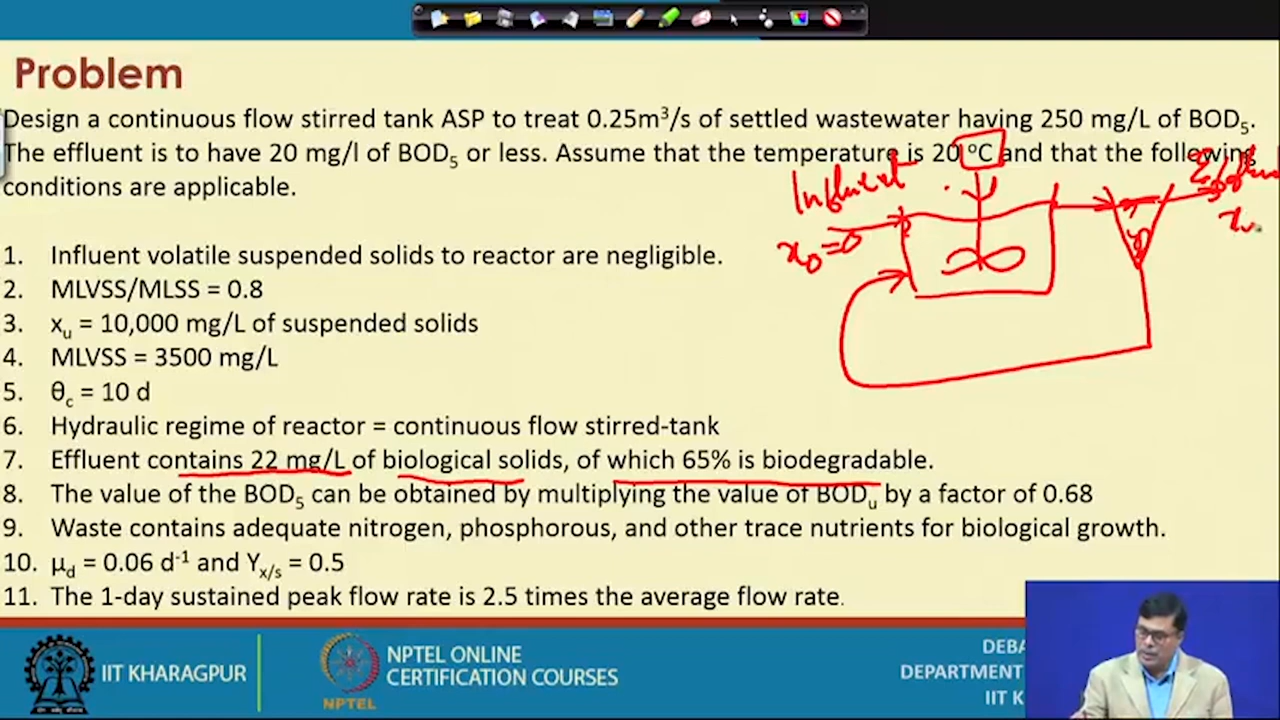 Problem
Design a continuous flow stirred tank ASP to treat 0.25m³/s of settled wastewater having 250 mg/L of BOD₅.
The effluent is to have 20 mg/l of BOD₅ or less. Assume that the temperature is 20 °C and that the following
conditions are applicable.
Influent
x₀=0
1. Influent volatile suspended solids to reactor are negligible.
2. MLVSS/MLSS = 0.8
3. xᵤ = 10,000 mg/L of suspended solids
4. MLVSS = 3500 mg/L
5. θ꜀ = 10 d
6. Hydraulic regime of reactor = continuous flow stirred-tank
7. Effluent contains 22 mg/L of biological solids, of which 65% is biodegradable.
8. The value of the BOD₅ can be obtained by multiplying the value of BODᵤ by a factor of 0.68
9. Waste contains adequate nitrogen, phosphorous, and other trace nutrients for biological growth.
10. μd = 0.06 d⁻¹ and Yx/s = 0.5
11. The 1-day sustained peak flow rate is 2.5 times the average flow rate.
IIT KHARAGPUR
NPTEL
NPTEL ONLINE
CERTIFICATION COURSES
DEBA
DEPARTMENT
IIT K